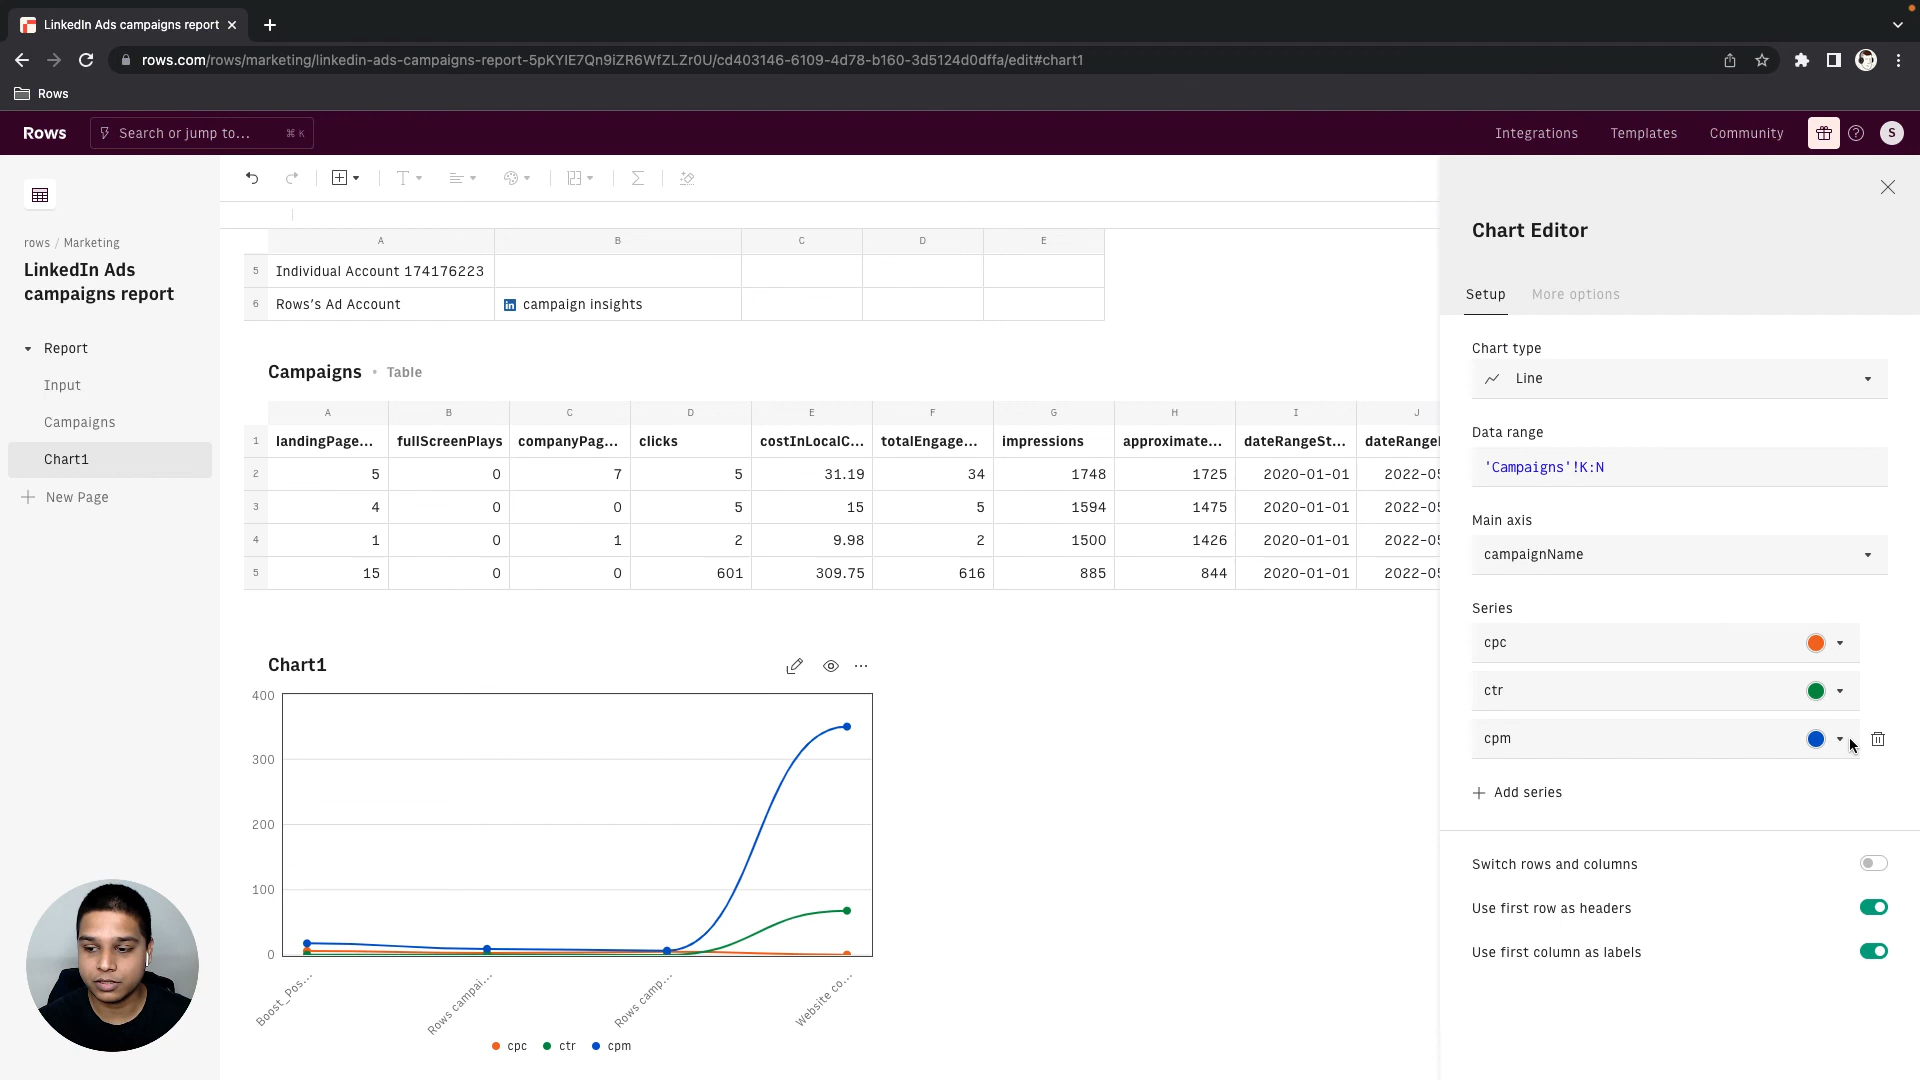 LinkedIn Ads campaigns report
rows.com/rows/marketing/linkedin-ads-campaigns-report-5pKYIE7Qn9iZR6WfZLZr0U/cd403146-6109-4d78-b160-3d5124d0dffa/edit#chart1
Rows
Rows
Search or jump to... ⌘ K
Integrations
Templates
Community
S
rows / Marketing
LinkedIn Ads
campaigns report
Report
Input
Campaigns
Chart1
New Page
A B C D E
5 Individual Account 174176223
6 Rows's Ad Account in campaign insights
Campaigns • Table
A B C D E F G H I J
1 landingPage... fullScreenPlays companyPag... clicks costInLocalC... totalEngage... impressions approximate... dateRangeSt... dateRange
2 5 0 7 5 31.19 34 1748 1725 2020-01-01 2022-0
3 4 0 0 5 15 5 1594 1475 2020-01-01 2022-0
4 1 0 1 2 9.98 2 1500 1426 2020-01-01 2022-0
5 15 0 0 601 309.75 616 885 844 2020-01-01 2022-0
Chart1
400
300
200
100
0
Boost_Pos...
Rows campai...
Rows camp...
Website co...
cpc ctr cpm
Chart Editor
Setup More options
Chart type
Line
Data range
'Campaigns'!K:N
Main axis
campaignName
Series
cpc
ctr
cpm
Add series
Switch rows and columns
Use first row as headers
Use first column as labels